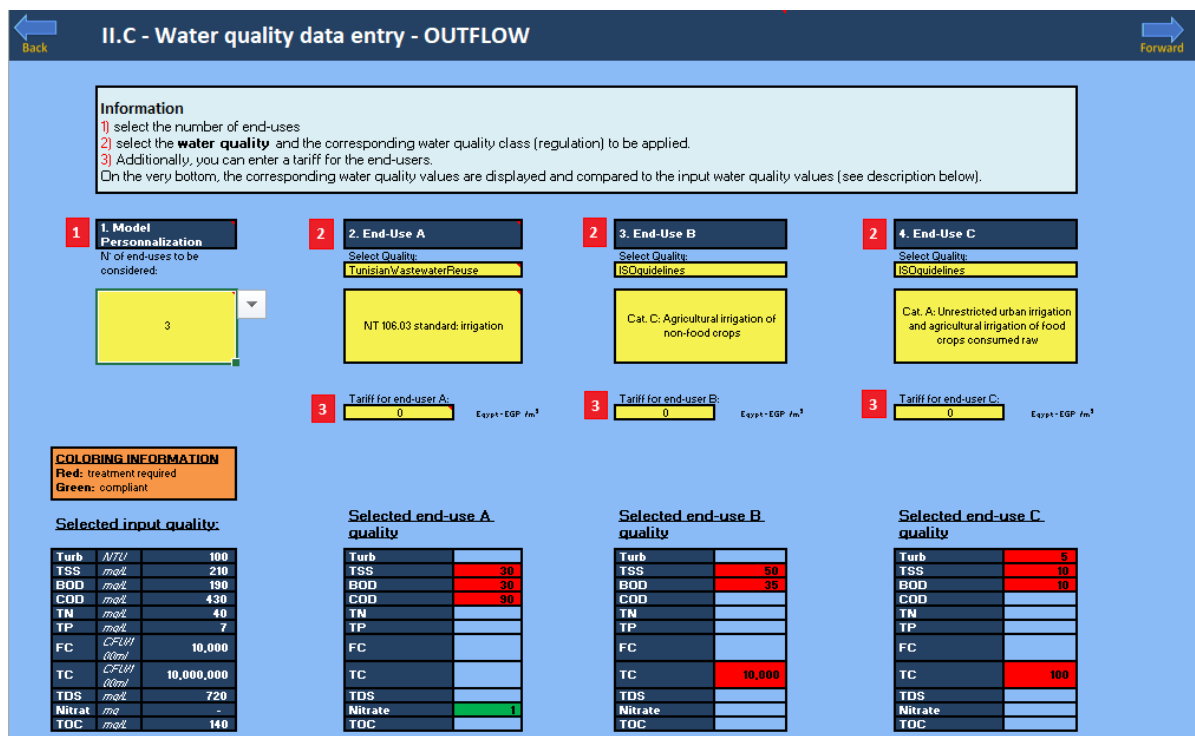 Back
II.C - Water quality data entry - OUTFLOW
Forward
Information
1) select the number of end-uses
2) select the water quality and the corresponding water quality class (regulation) to be applied.
3) Additionally, you can enter a tariff for the end-users.
On the very bottom, the corresponding water quality values are displayed and compared to the input water quality values (see description below).
1
1. Model
Personnalization
N° of end-uses to be
considered:
3
2
2. End-Use A
Select Quality:
TunisianWastewaterReuse
NT 106.03 standard: irrigation
3
Tariff for end-user A:
0 Egypt-EGP /m³
2
3. End-Use B
Select Quality:
ISOguidelines
Cat. C: Agricultural irrigation of
non-food crops
3
Tariff for end-user B:
0 Egypt-EGP /m³
2
4. End-Use C
Select Quality:
ISOguidelines
Cat. A: Unrestricted urban irrigation
and agricultural irrigation of food
crops consumed raw
3
Tariff for end-user C:
0 Egypt-EGP /m³
COLORING INFORMATION
Red: treatment required
Green: compliant
Selected input quality:
Turb NTU 100
TSS mg/L 210
BOD mg/L 190
COD mg/L 430
TN mg/L 40
TP mg/L 7
FC CFU/1
00ml 10,000
TC CFU/1
00ml 10,000,000
TDS mg/L 720
Nitrat mg -
TOC mg/L 140
Selected end-use A
quality
Turb
TSS 30
BOD 30
COD 90
TN
TP
FC
TC
TDS
Nitrate 1
TOC
Selected end-use B
quality
Turb
TSS 50
BOD 35
COD
TN
TP
FC
TC 10,000
TDS
Nitrate
TOC
Selected end-use C
quality
Turb 5
TSS 10
BOD 10
COD
TN
TP
FC
TC 100
TDS
Nitrate
TOC